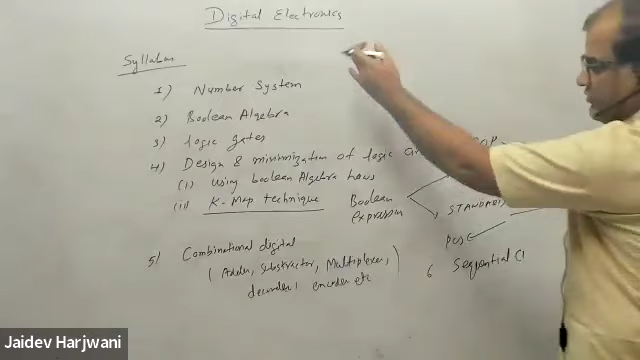 Digital Electronics
Syllabus
1) Number System
2) Boolean Algebra
3) Logic gates
4) Design & minimization of logic
(i) using boolean Algebra laws
(ii) K-Map technique
Boolean
expression
STANDARD
POS
5) Combinational digital
(Adder, Substractor, Multiplexer,
decoder, encoder etc)
6 Sequential Ci
Jaidev Harjwani